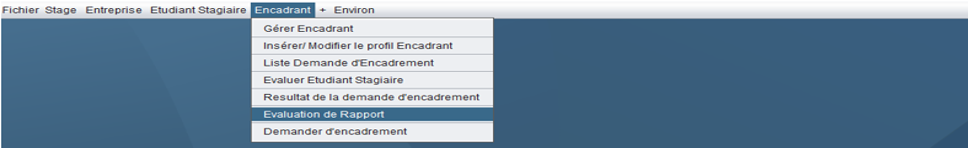 Fichier Stage Entreprise Etudiant Stagiaire Encadrant + Environ
Gérer Encadrant
Insérer/ Modifier le profil Encadrant
Liste Demande d'Encadrement
Evaluer Etudiant Stagiaire
Resultat de la demande d'encadrement
Evaluation de Rapport
Demander d'encadrement